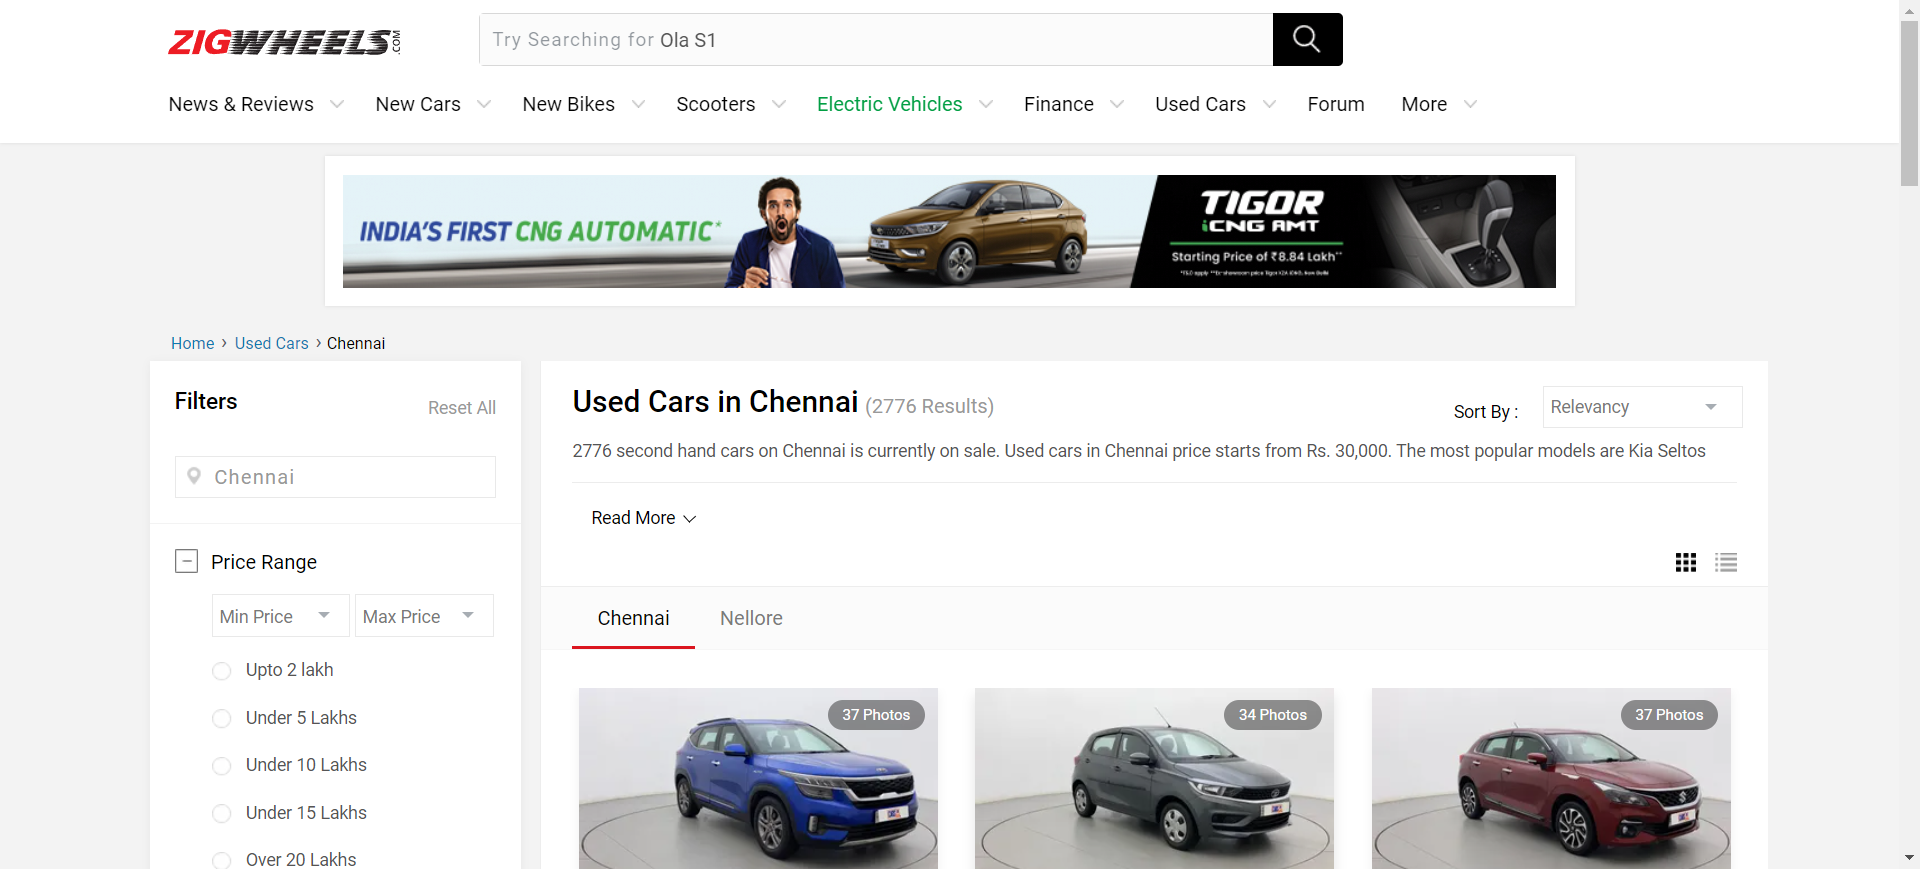 ZIGWHEELS.COM
Try Searching for Ola S1
News & Reviews
New Cars
New Bikes
Scooters
Electric Vehicles
Finance
Used Cars
Forum
More
INDIA'S FIRST CNG AUTOMATIC*
TIGOR
iCNG AMT
Starting Price of ₹8.84 Lakh**
Home › Used Cars › Chennai
Filters
Reset All
Chennai
Price Range
Min Price
Max Price
Upto 2 lakh
Under 5 Lakhs
Under 10 Lakhs
Under 15 Lakhs
Over 20 Lakhs
Used Cars in Chennai (2776 Results)
Sort By :
Relevancy
2776 second hand cars on Chennai is currently on sale. Used cars in Chennai price starts from Rs. 30,000. The most popular models are Kia Seltos
Read More
Chennai
Nellore
37 Photos
34 Photos
37 Photos